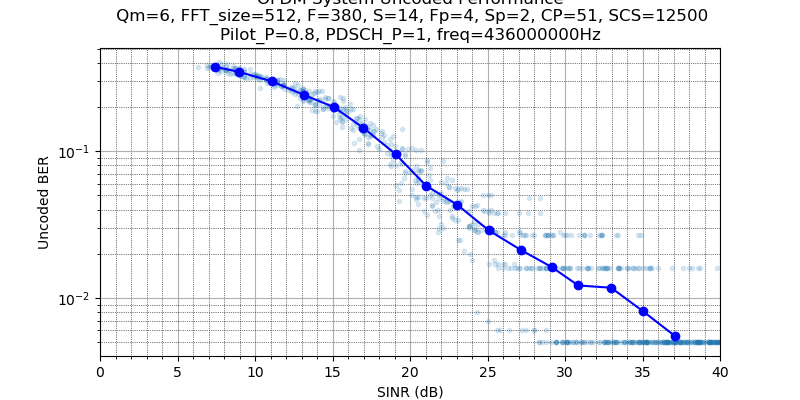 OFDM System Uncoded Performance
Qm=6, FFT_size=512, F=380, S=14, Fp=4, Sp=2, CP=51, SCS=12500
Pilot_P=0.8, PDSCH_P=1, freq=436000000Hz
Uncoded BER
10⁻¹
10⁻²
0 5 10 15 20 25 30 35 40
SINR (dB)